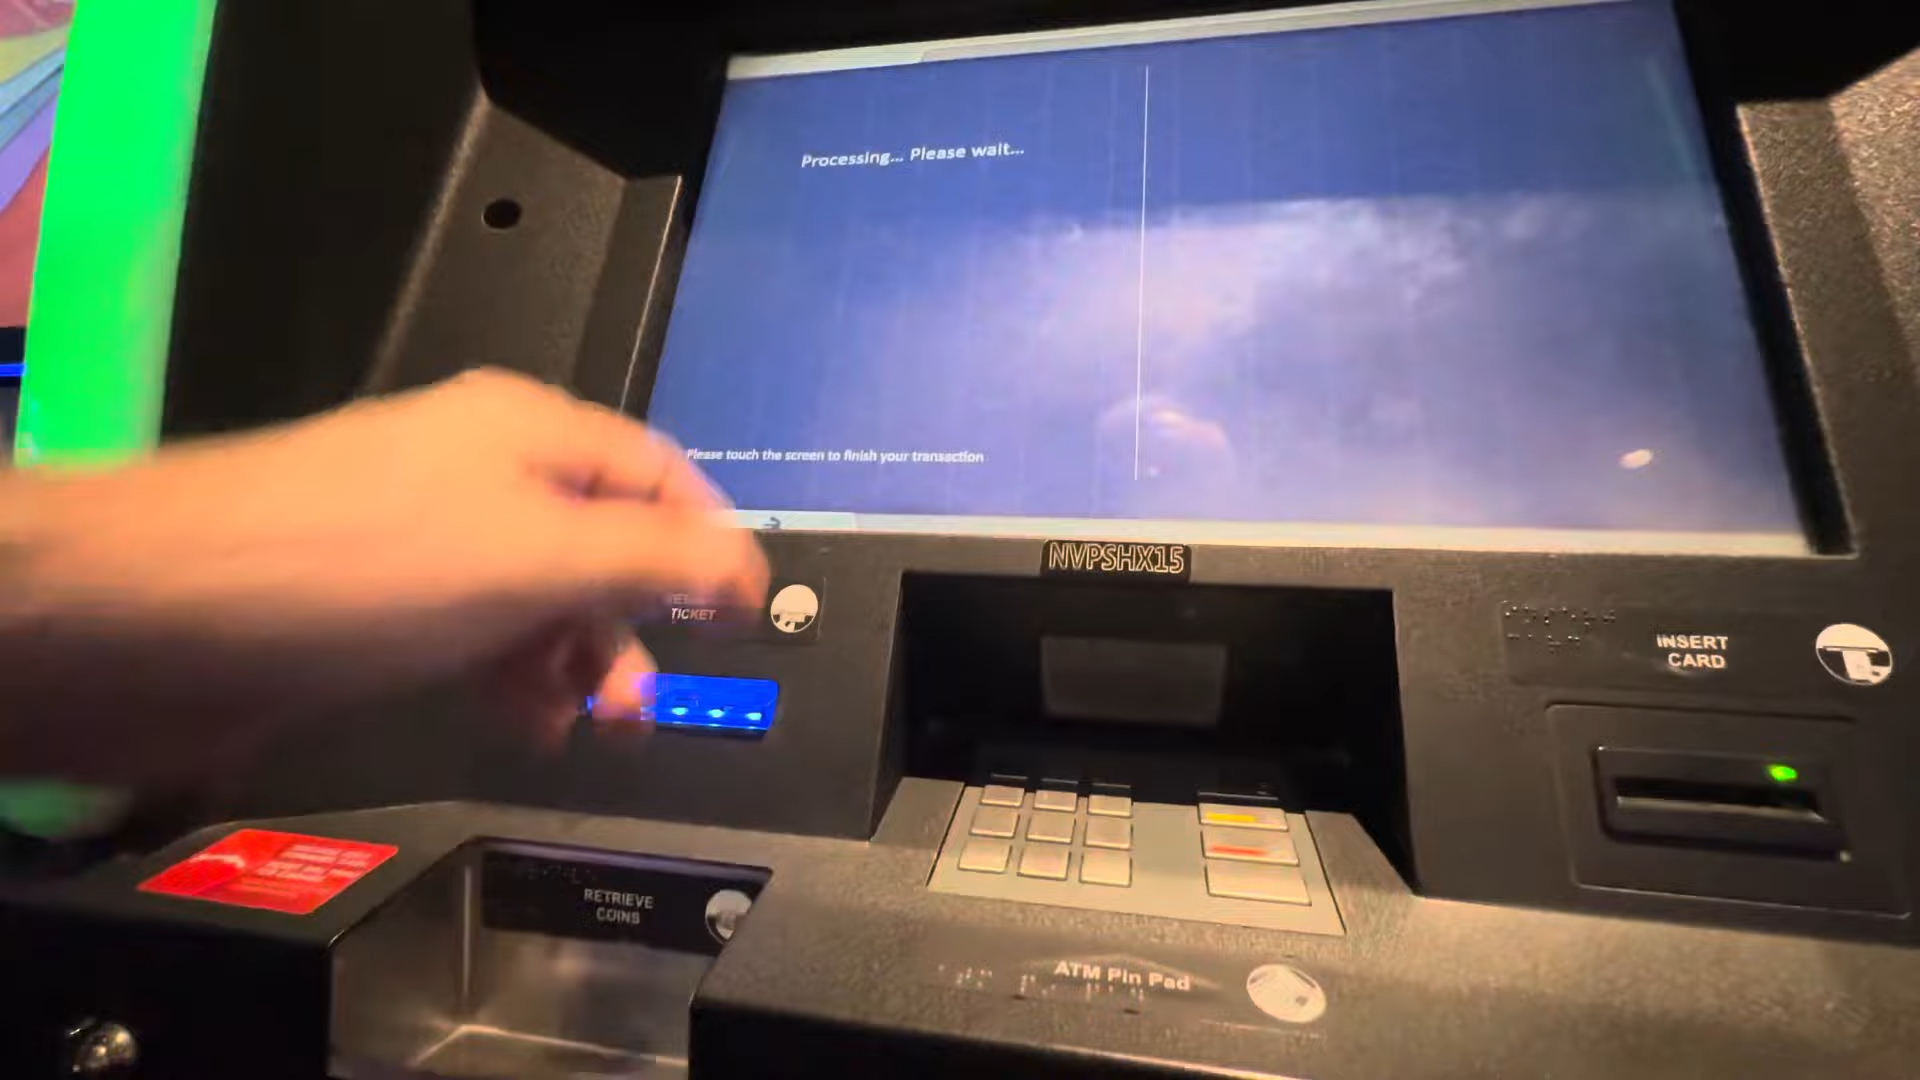 Processing... Please wait...
Please touch the screen to finish your transaction
NVPSHX15
TICKET
INSERT
CARD
RETRIEVE
COINS
ATM Pin Pad